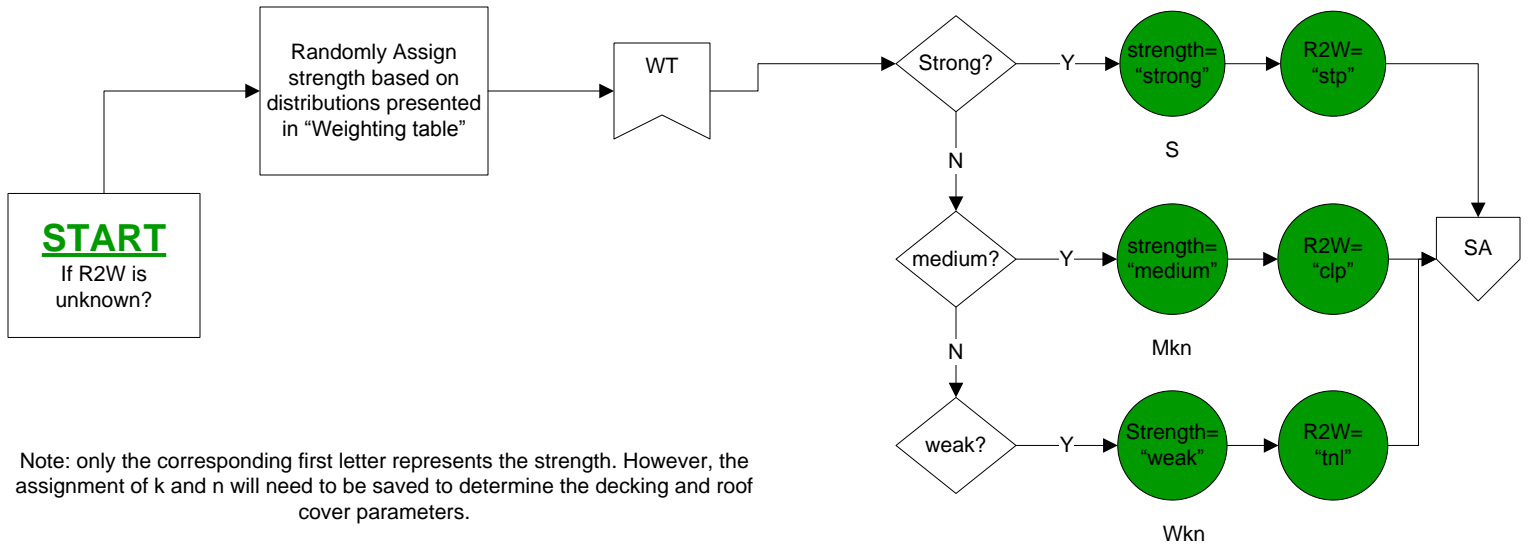 START
If R2W is
unknown?
Randomly Assign
strength based on
distributions presented
in “Weighting table”
WT
Strong?
Y
strength=
“strong”
R2W=
“stp”
S
N
medium?
Y
strength=
“medium”
R2W=
“clp”
SA
Mkn
N
weak?
Y
Strength=
“weak”
R2W=
“tnl”
Wkn
Note: only the corresponding first letter represents the strength. However, the
assignment of k and n will need to be saved to determine the decking and roof
cover parameters.